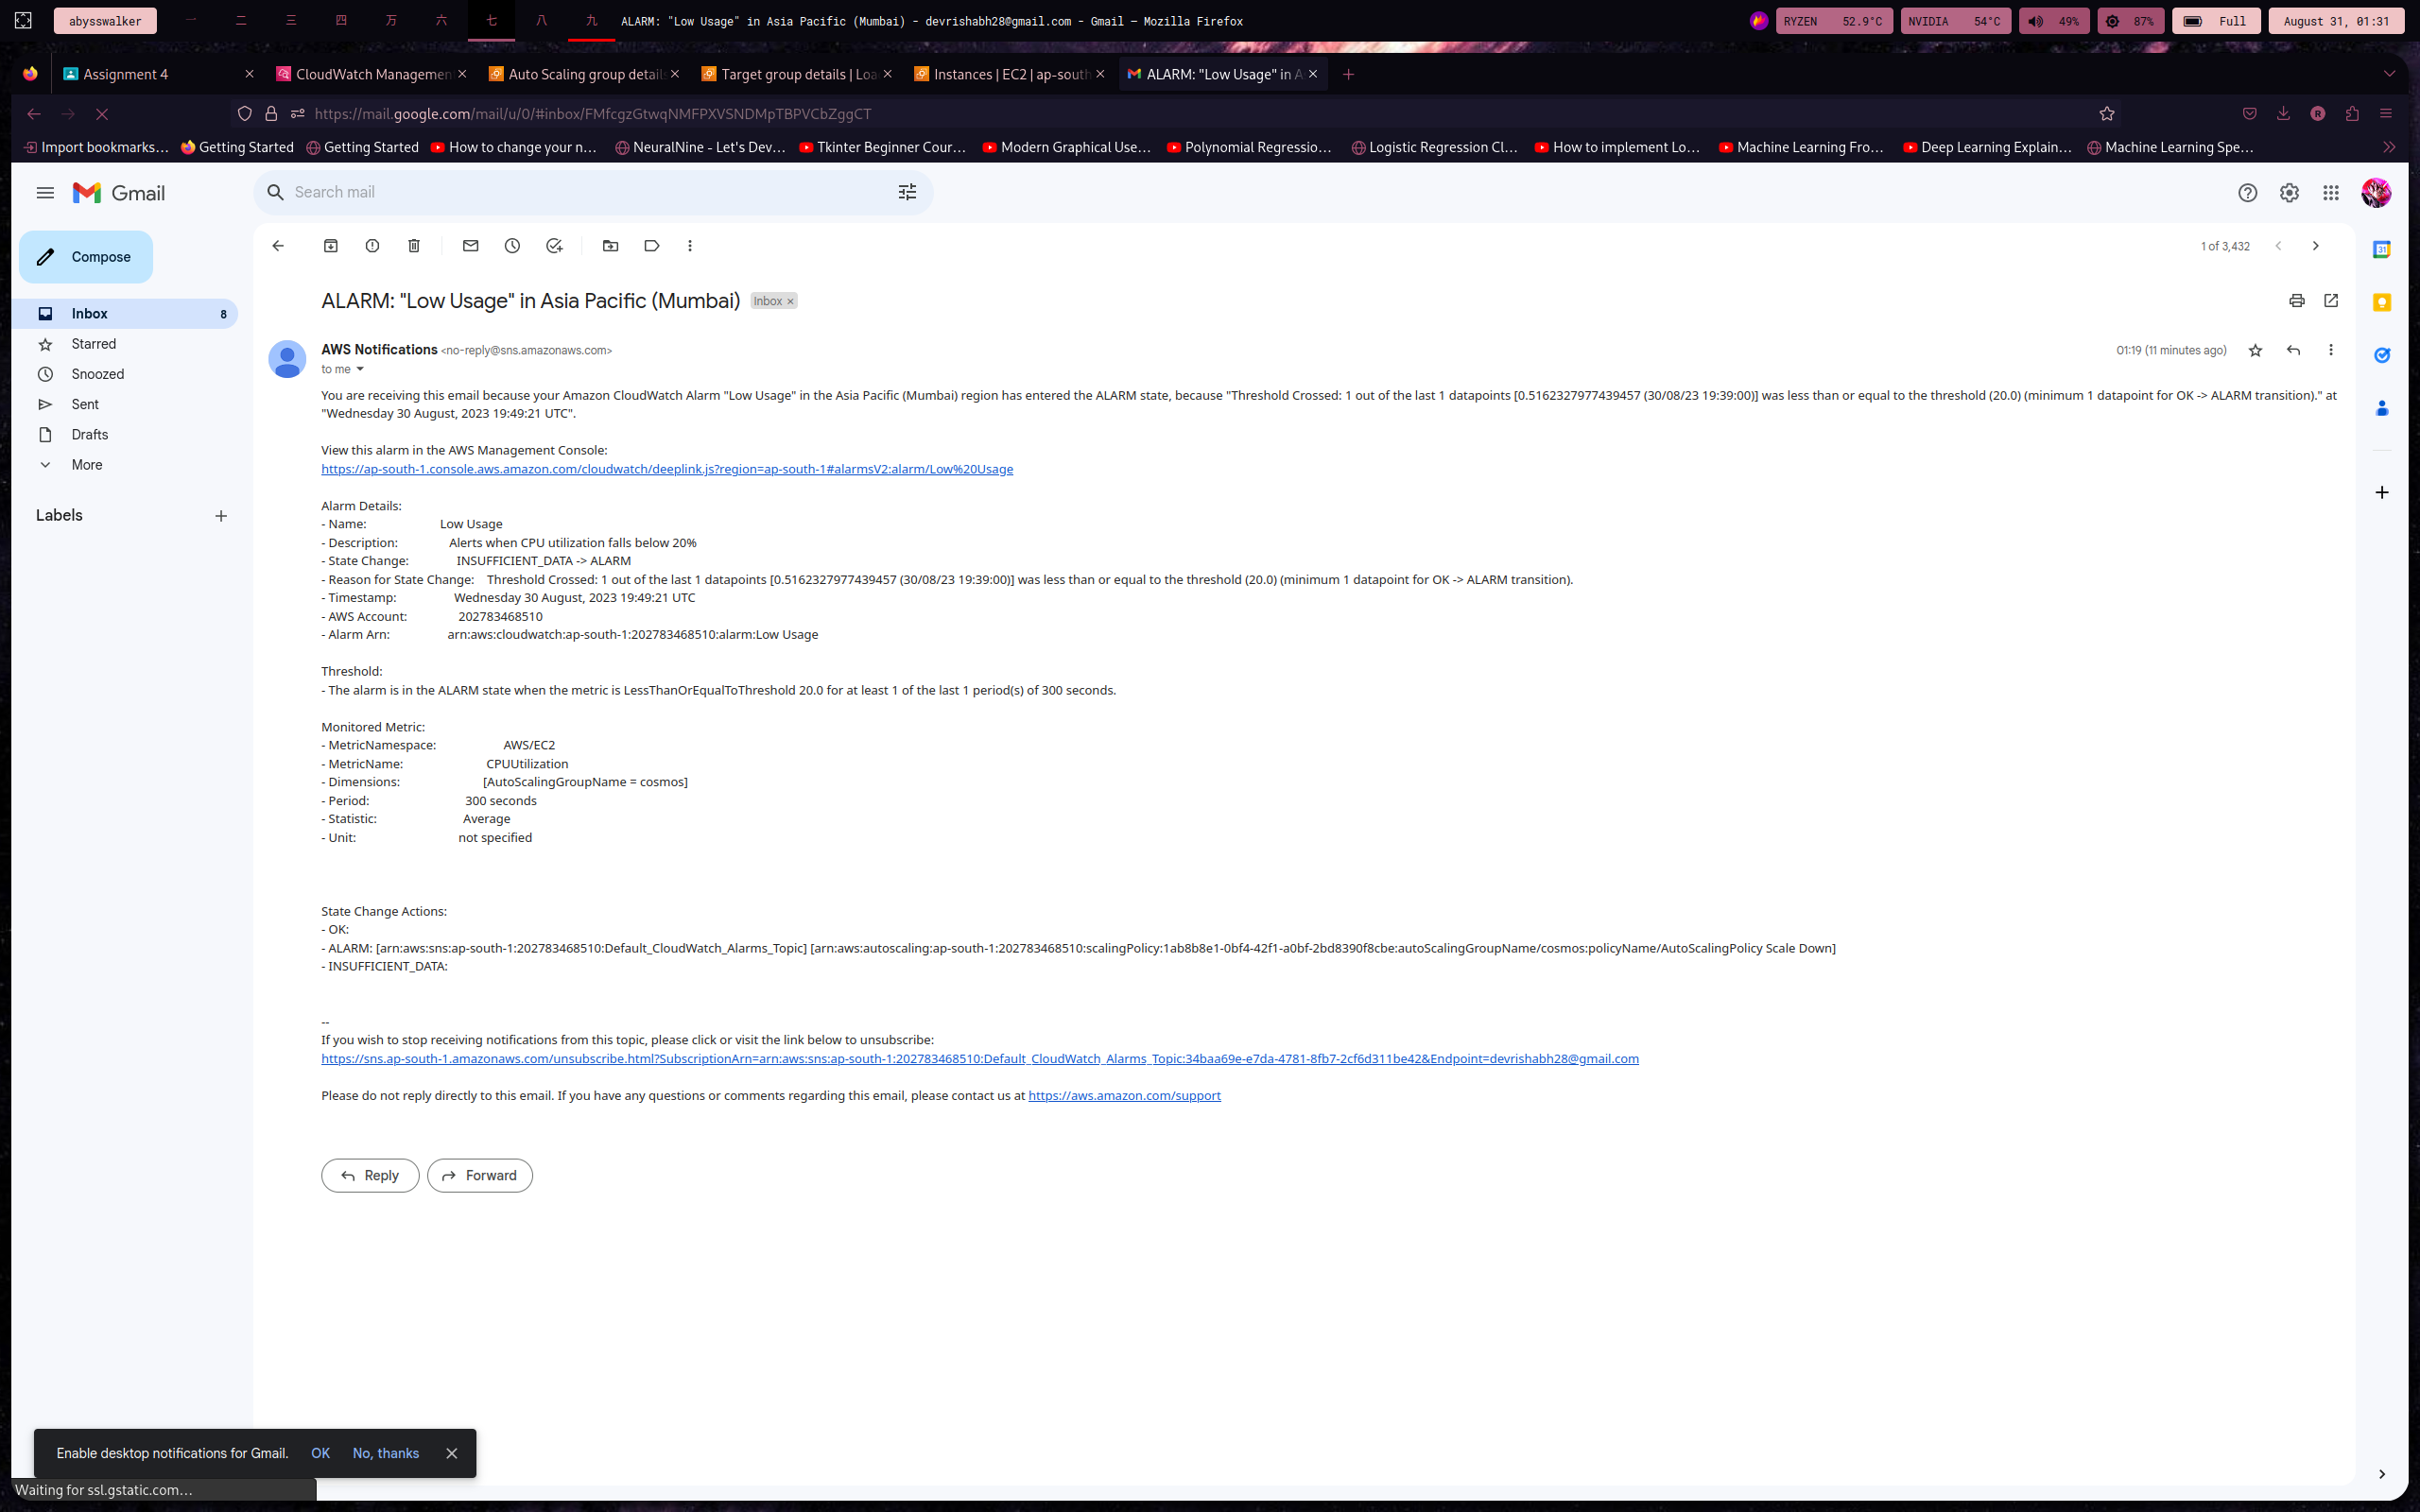 abysswalker 一 二 三 四 万 六 七 八 九 ALARM: "Low Usage" in Asia Pacific (Mumbai) - devrishabh28@gmail.com - Gmail — Mozilla Firefox RYZEN 52.9°C NVIDIA 54°C 49% 87% Full August 31, 01:31
Assignment 4 CloudWatch Managemen Auto Scaling group details Target group details | Loa Instances | EC2 | ap-south ALARM: "Low Usage" in A
https://mail.google.com/mail/u/0/#inbox/FMfcgzGtwqNMFPXVSNDMpTBPVCbZggCT
Import bookmarks… Getting Started Getting Started How to change your n… NeuralNine - Let's Dev… Tkinter Beginner Cour… Modern Graphical Use… Polynomial Regressio… Logistic Regression Cl… How to implement Lo… Machine Learning Fro… Deep Learning Explain… Machine Learning Spe…
Gmail Search mail
Compose
1 of 3,432
Inbox 8
Starred
Snoozed
Sent
Drafts
More
Labels
ALARM: "Low Usage" in Asia Pacific (Mumbai) Inbox ×
AWS Notifications <no-reply@sns.amazonaws.com> 01:19 (11 minutes ago)
to me
You are receiving this email because your Amazon CloudWatch Alarm "Low Usage" in the Asia Pacific (Mumbai) region has entered the ALARM state, because "Threshold Crossed: 1 out of the last 1 datapoints [0.5162327977439457 (30/08/23 19:39:00)] was less than or equal to the threshold (20.0) (minimum 1 datapoint for OK -> ALARM transition)." at
"Wednesday 30 August, 2023 19:49:21 UTC".
View this alarm in the AWS Management Console:
https://ap-south-1.console.aws.amazon.com/cloudwatch/deeplink.js?region=ap-south-1#alarmsV2:alarm/Low%20Usage
Alarm Details:
- Name: Low Usage
- Description: Alerts when CPU utilization falls below 20%
- State Change: INSUFFICIENT_DATA -> ALARM
- Reason for State Change: Threshold Crossed: 1 out of the last 1 datapoints [0.5162327977439457 (30/08/23 19:39:00)] was less than or equal to the threshold (20.0) (minimum 1 datapoint for OK -> ALARM transition).
- Timestamp: Wednesday 30 August, 2023 19:49:21 UTC
- AWS Account: 202783468510
- Alarm Arn: arn:aws:cloudwatch:ap-south-1:202783468510:alarm:Low Usage
Threshold:
- The alarm is in the ALARM state when the metric is LessThanOrEqualToThreshold 20.0 for at least 1 of the last 1 period(s) of 300 seconds.
Monitored Metric:
- MetricNamespace: AWS/EC2
- MetricName: CPUUtilization
- Dimensions: [AutoScalingGroupName = cosmos]
- Period: 300 seconds
- Statistic: Average
- Unit: not specified
State Change Actions:
- OK:
- ALARM: [arn:aws:sns:ap-south-1:202783468510:Default_CloudWatch_Alarms_Topic] [arn:aws:autoscaling:ap-south-1:202783468510:scalingPolicy:1ab8b8e1-0bf4-42f1-a0bf-2bd8390f8cbe:autoScalingGroupName/cosmos:policyName/AutoScalingPolicy Scale Down]
- INSUFFICIENT_DATA:
--
If you wish to stop receiving notifications from this topic, please click or visit the link below to unsubscribe:
https://sns.ap-south-1.amazonaws.com/unsubscribe.html?SubscriptionArn=arn:aws:sns:ap-south-1:202783468510:Default_CloudWatch_Alarms_Topic:34baa69e-e7da-4781-8fb7-2cf6d311be42&Endpoint=devrishabh28@gmail.com
Please do not reply directly to this email. If you have any questions or comments regarding this email, please contact us at https://aws.amazon.com/support
Reply Forward
Enable desktop notifications for Gmail. OK No, thanks
Waiting for ssl.gstatic.com…